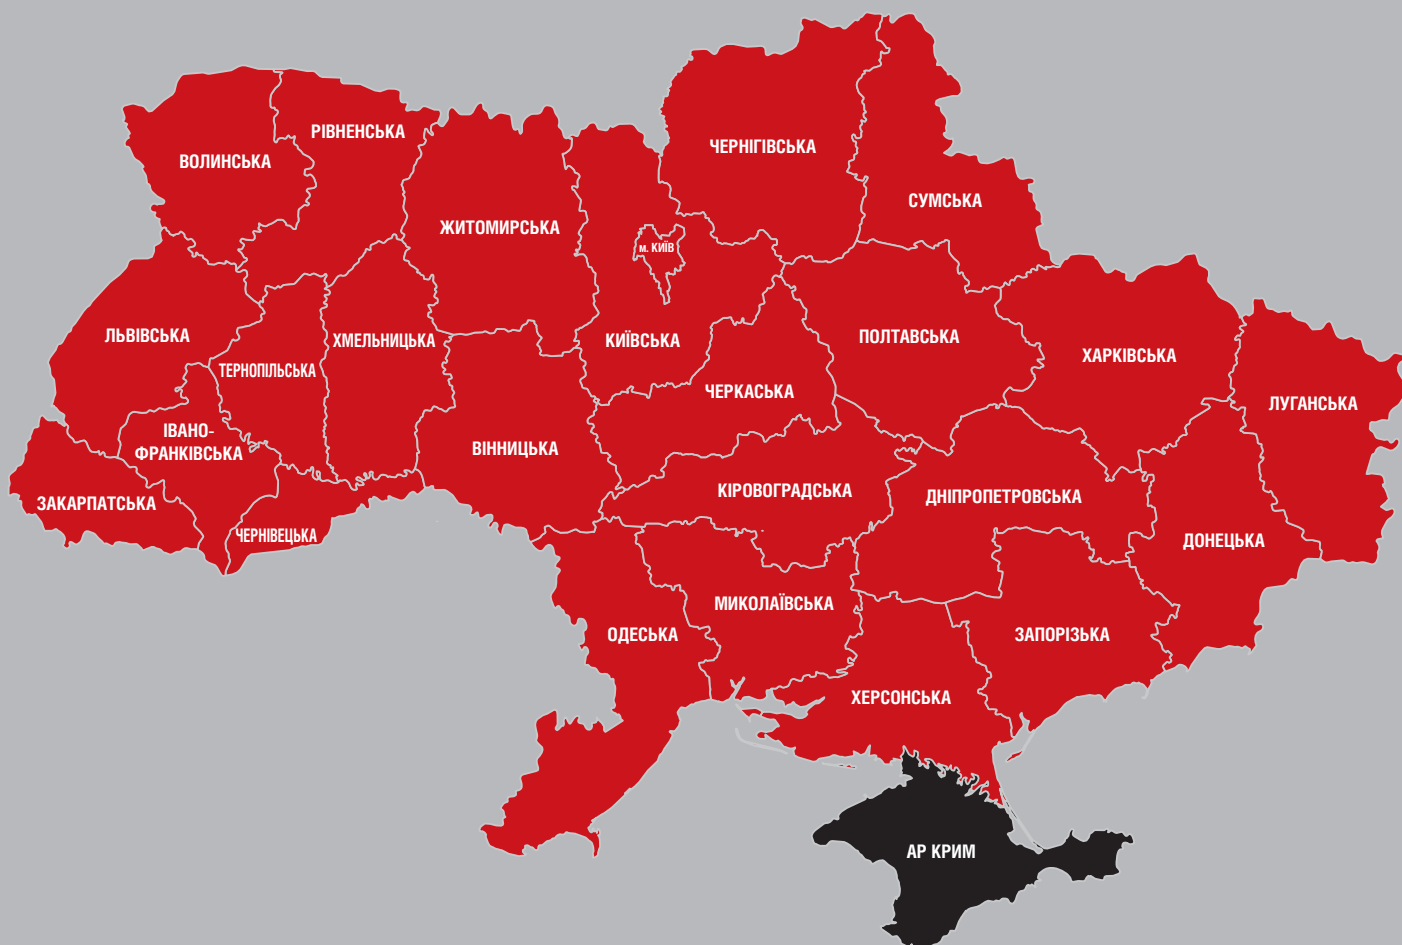 РІВНЕНСЬКА
ВОЛИНСЬКА
ЧЕРНІГІВСЬКА
СУМСЬКА
ЖИТОМИРСЬКА
м. КИЇВ
ЛЬВІВСЬКА
ХМЕЛЬНИЦЬКА
КИЇВСЬКА
ПОЛТАВСЬКА
ХАРКІВСЬКА
ТЕРНОПІЛЬСЬКА
ЧЕРКАСЬКА
ЛУГАНСЬКА
ІВАНО-
ФРАНКІВСЬКА
ВІННИЦЬКА
КІРОВОГРАДСЬКА
ДНІПРОПЕТРОВСЬКА
ЗАКАРПАТСЬКА
ЧЕРНІВЕЦЬКА
ДОНЕЦЬКА
МИКОЛАЇВСЬКА
ОДЕСЬКА
ЗАПОРІЗЬКА
ХЕРСОНСЬКА
АР КРИМ